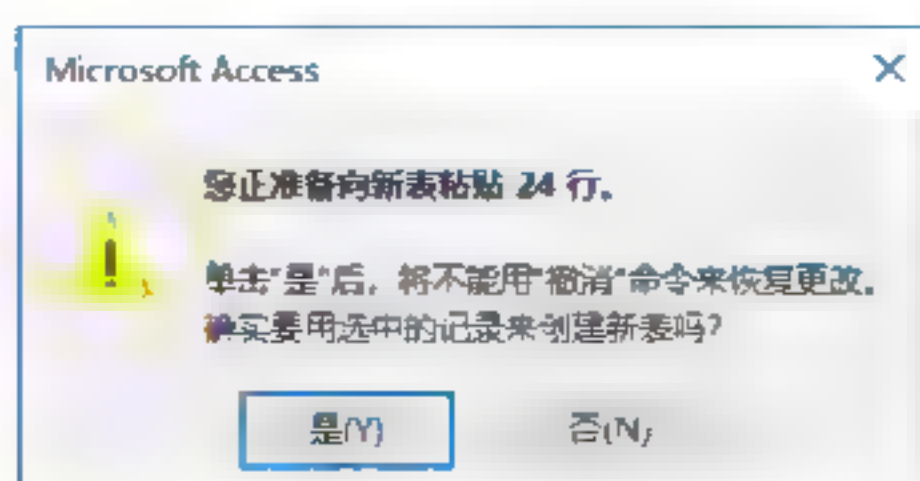 Microsoft Access
您正准备向新表粘贴 24 行。
单击"是"后，将不能用"撤消"命令来恢复更改。
确实要用选中的记录来创建新表吗?
是(Y)
否(N)